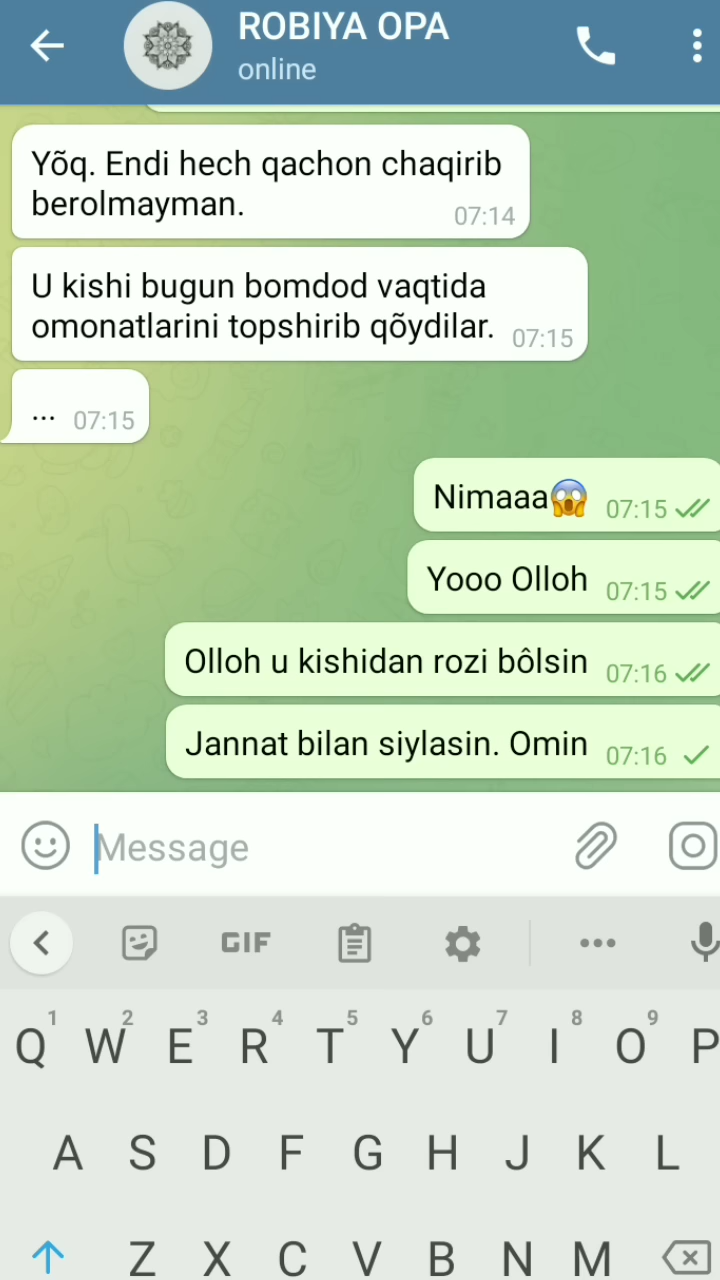 ROBIYA OPA
online
Yõq. Endi hech qachon chaqirib
berolmayman.
07:14
U kishi bugun bomdod vaqtida
omonatlarini topshirib qõydilar. 07:15
... 07:15
Nimaaa😱 07:15
Yooo Olloh 07:15
Olloh u kishidan rozi bôlsin 07:16
Jannat bilan siylasin. Omin 07:16
Message
GIF
1 2 3 4 5 6 7 8 9
Q W E R T Y U I O P
A S D F G H J K L
Z X C V B N M